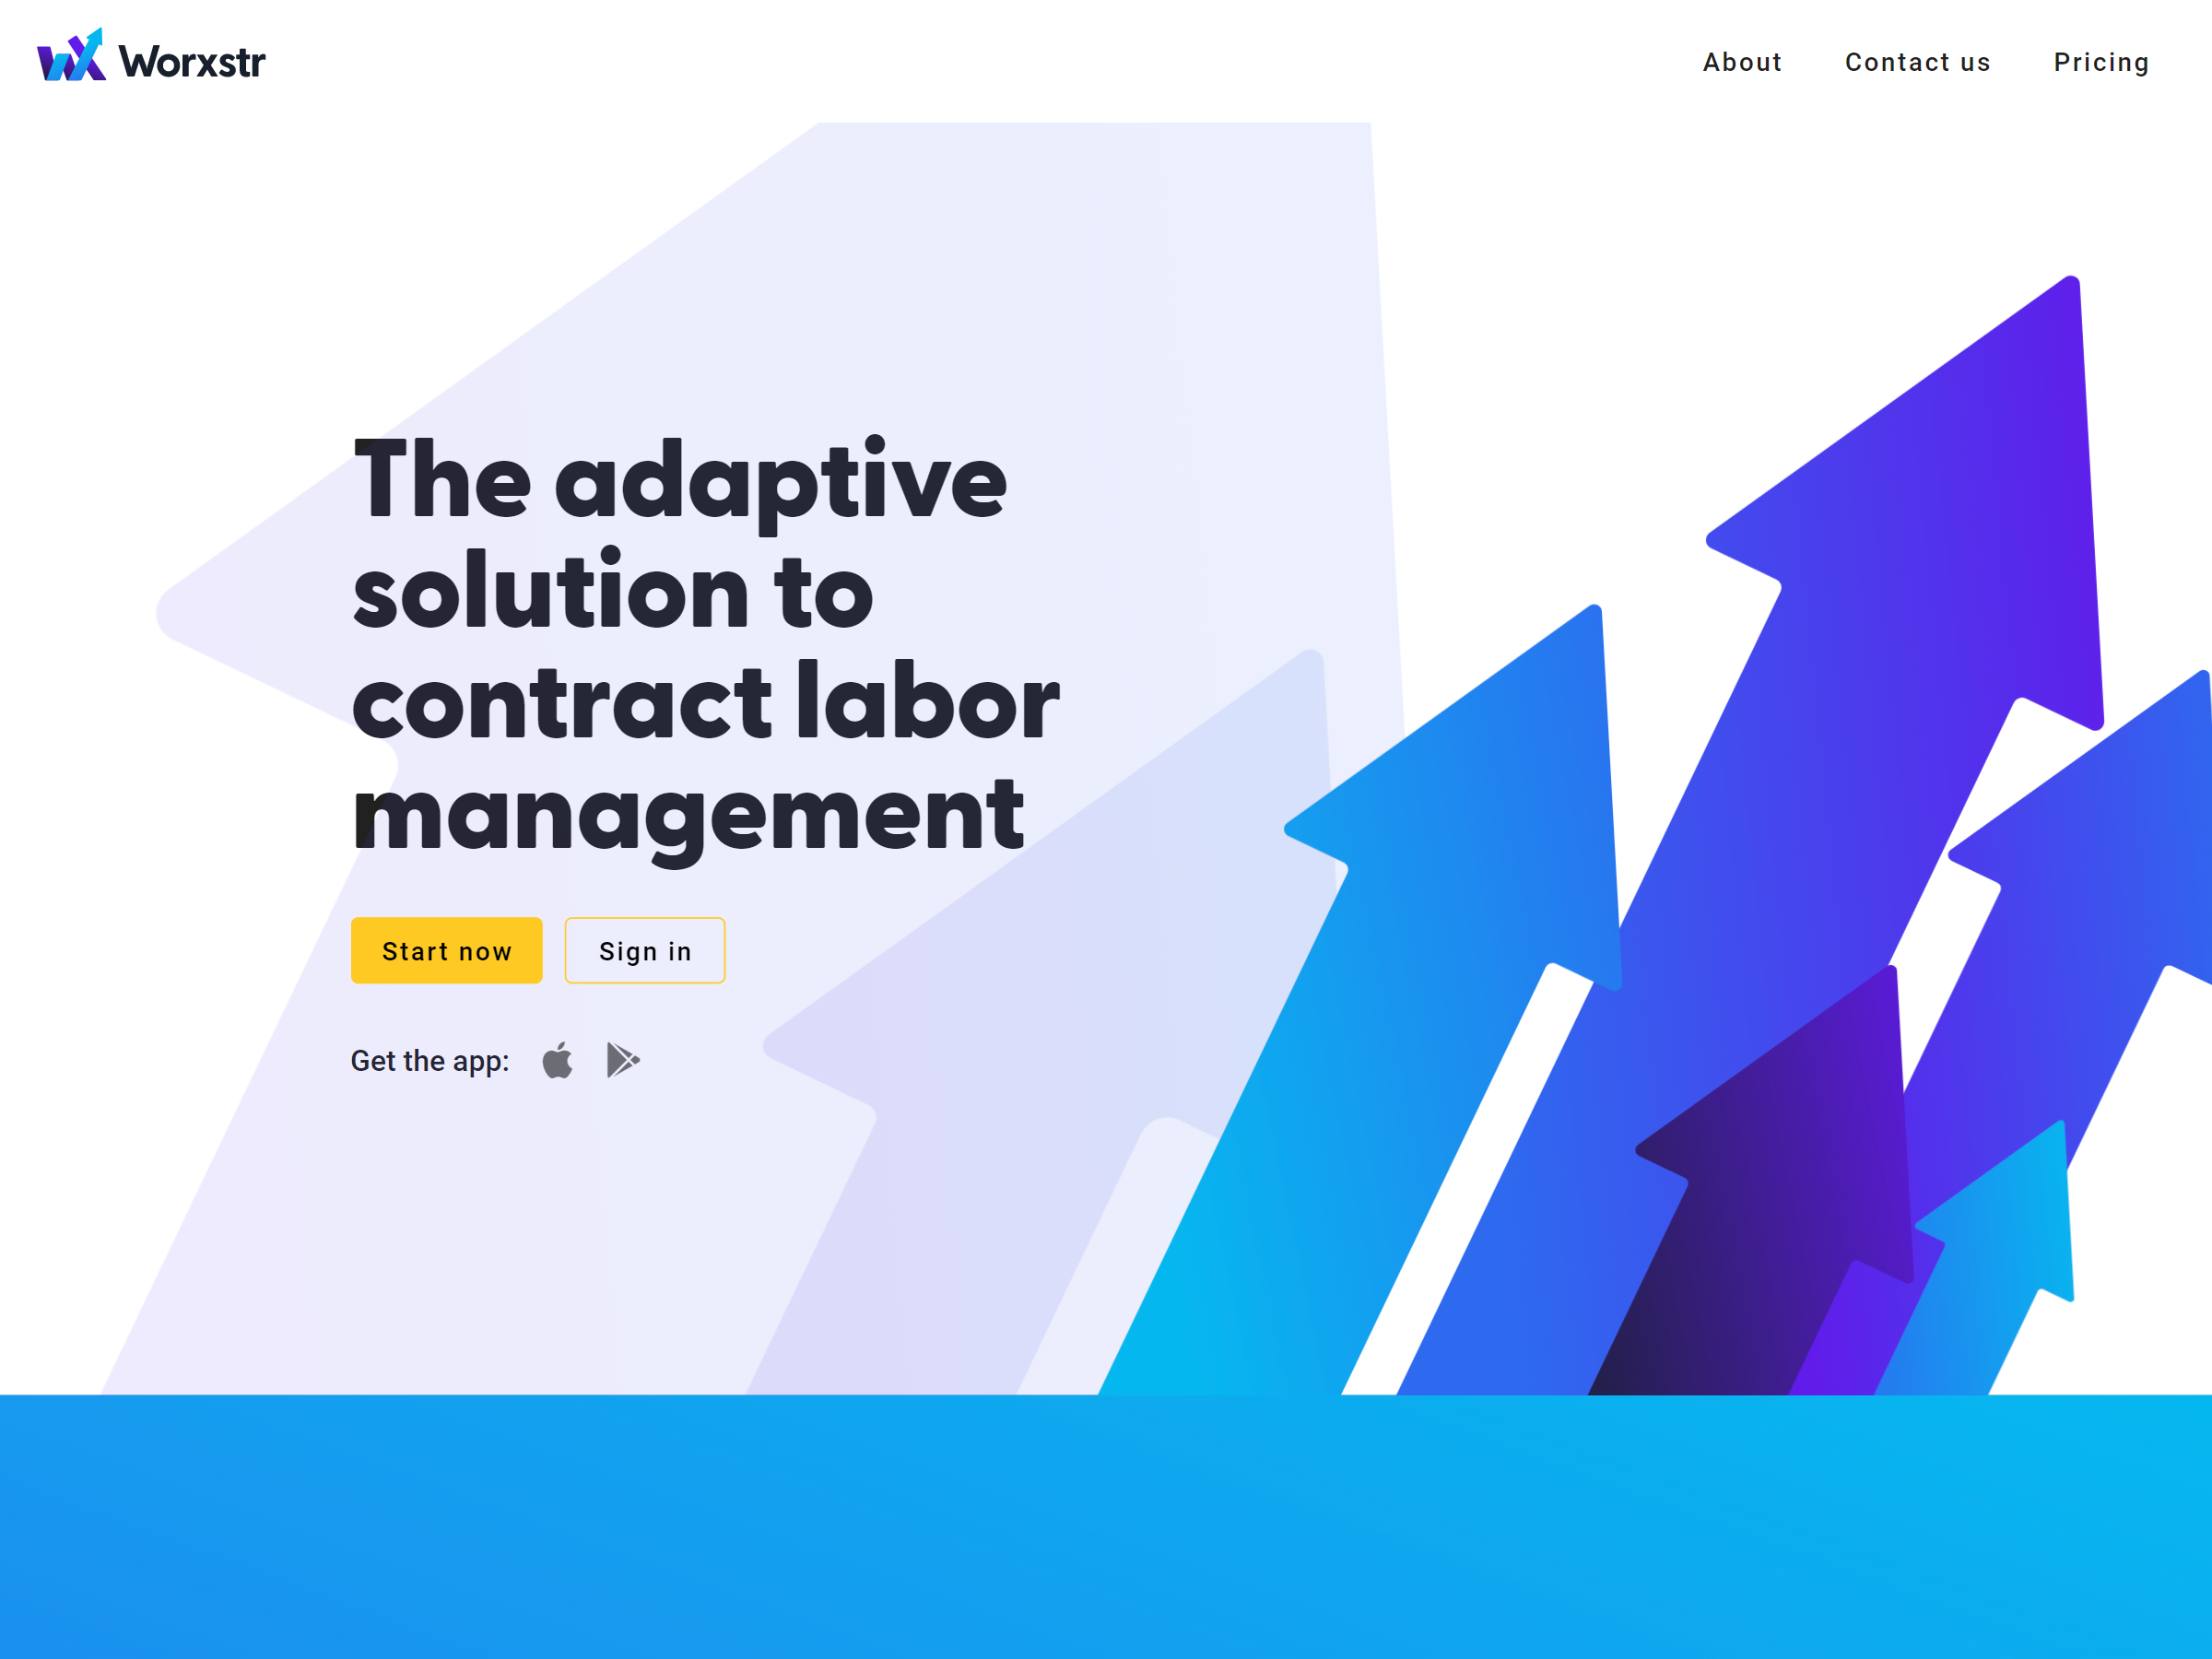 Worxstr
About
Contact us
Pricing
The adaptive
solution to
contract labor
management
Start now
Sign in
Get the app: